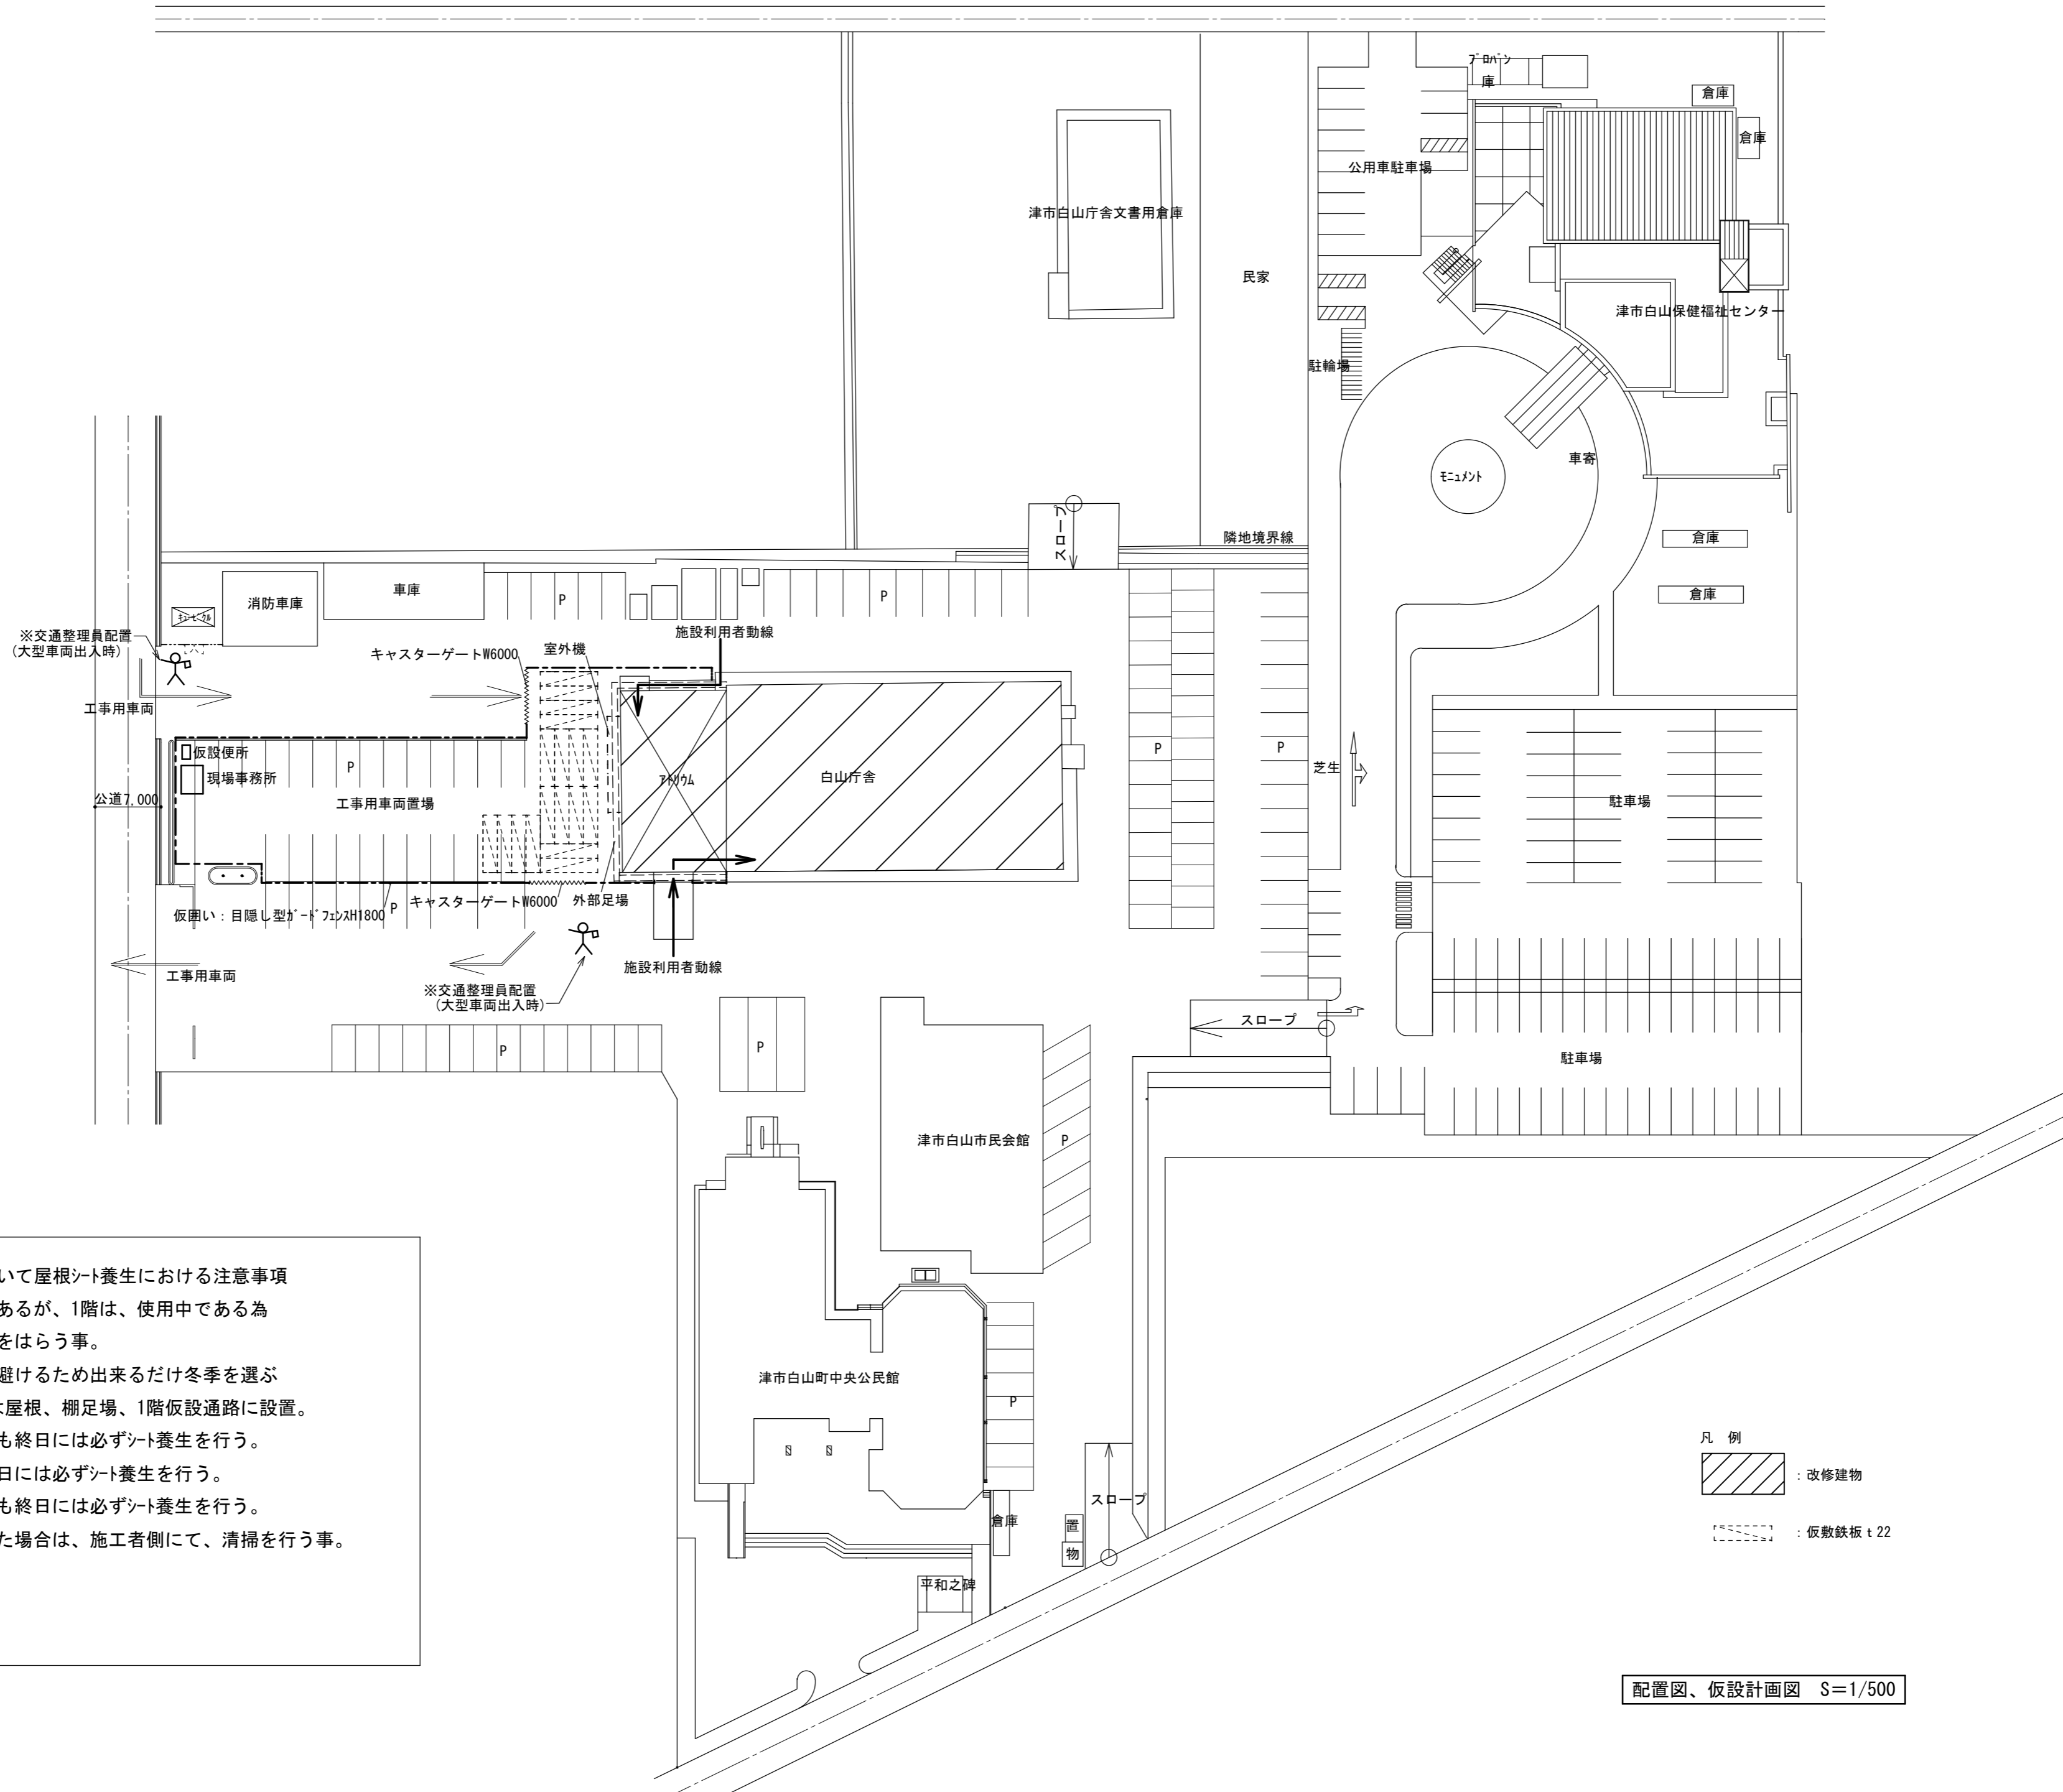 ﾌﾟﾛﾊﾟﾝ
庫
倉庫
倉庫
公用車駐車場
津市白山庁舎文書用倉庫
民家
津市白山保健福祉センター
駐輪場
車寄
ﾓﾆｭﾒﾝﾄ
スロープ
隣地境界線
倉庫
倉庫
消防車庫
車庫
P
P
ｷｭｰﾋﾞｸﾙ
※交通整理員配置
(大型車両出入時)
施設利用者動線
室外機
キャスターゲートW6000
工事用車両
仮設便所
現場事務所
P
公道7,000
工事用車両置場
ｱﾄﾘｳﾑ
白山庁舎
P
P
芝生
駐車場
仮囲い：目隠し型ｶﾞｰﾄﾞﾌｪﾝｽH1800
P
キャスターゲートW6000
外部足場
工事用車両
施設利用者動線
※交通整理員配置
(大型車両出入時)
スロープ
P
P
駐車場
津市白山市民会館
P
いて屋根ｼｰﾄ養生における注意事項
あるが、1階は、使用中である為
をはらう事。
避けるため出来るだけ冬季を選ぶ
は屋根、棚足場、1階仮設通路に設置。
も終日には必ずｼｰﾄ養生を行う。
日には必ずｼｰﾄ養生を行う。
も終日には必ずｼｰﾄ養生を行う。
た場合は、施工者側にて、清掃を行う事。
津市白山町中央公民館
P
凡 例
：改修建物
：仮敷鉄板ｔ22
スロープ
倉庫
置
物
平和之碑
配置図、仮設計画図 S＝1/500